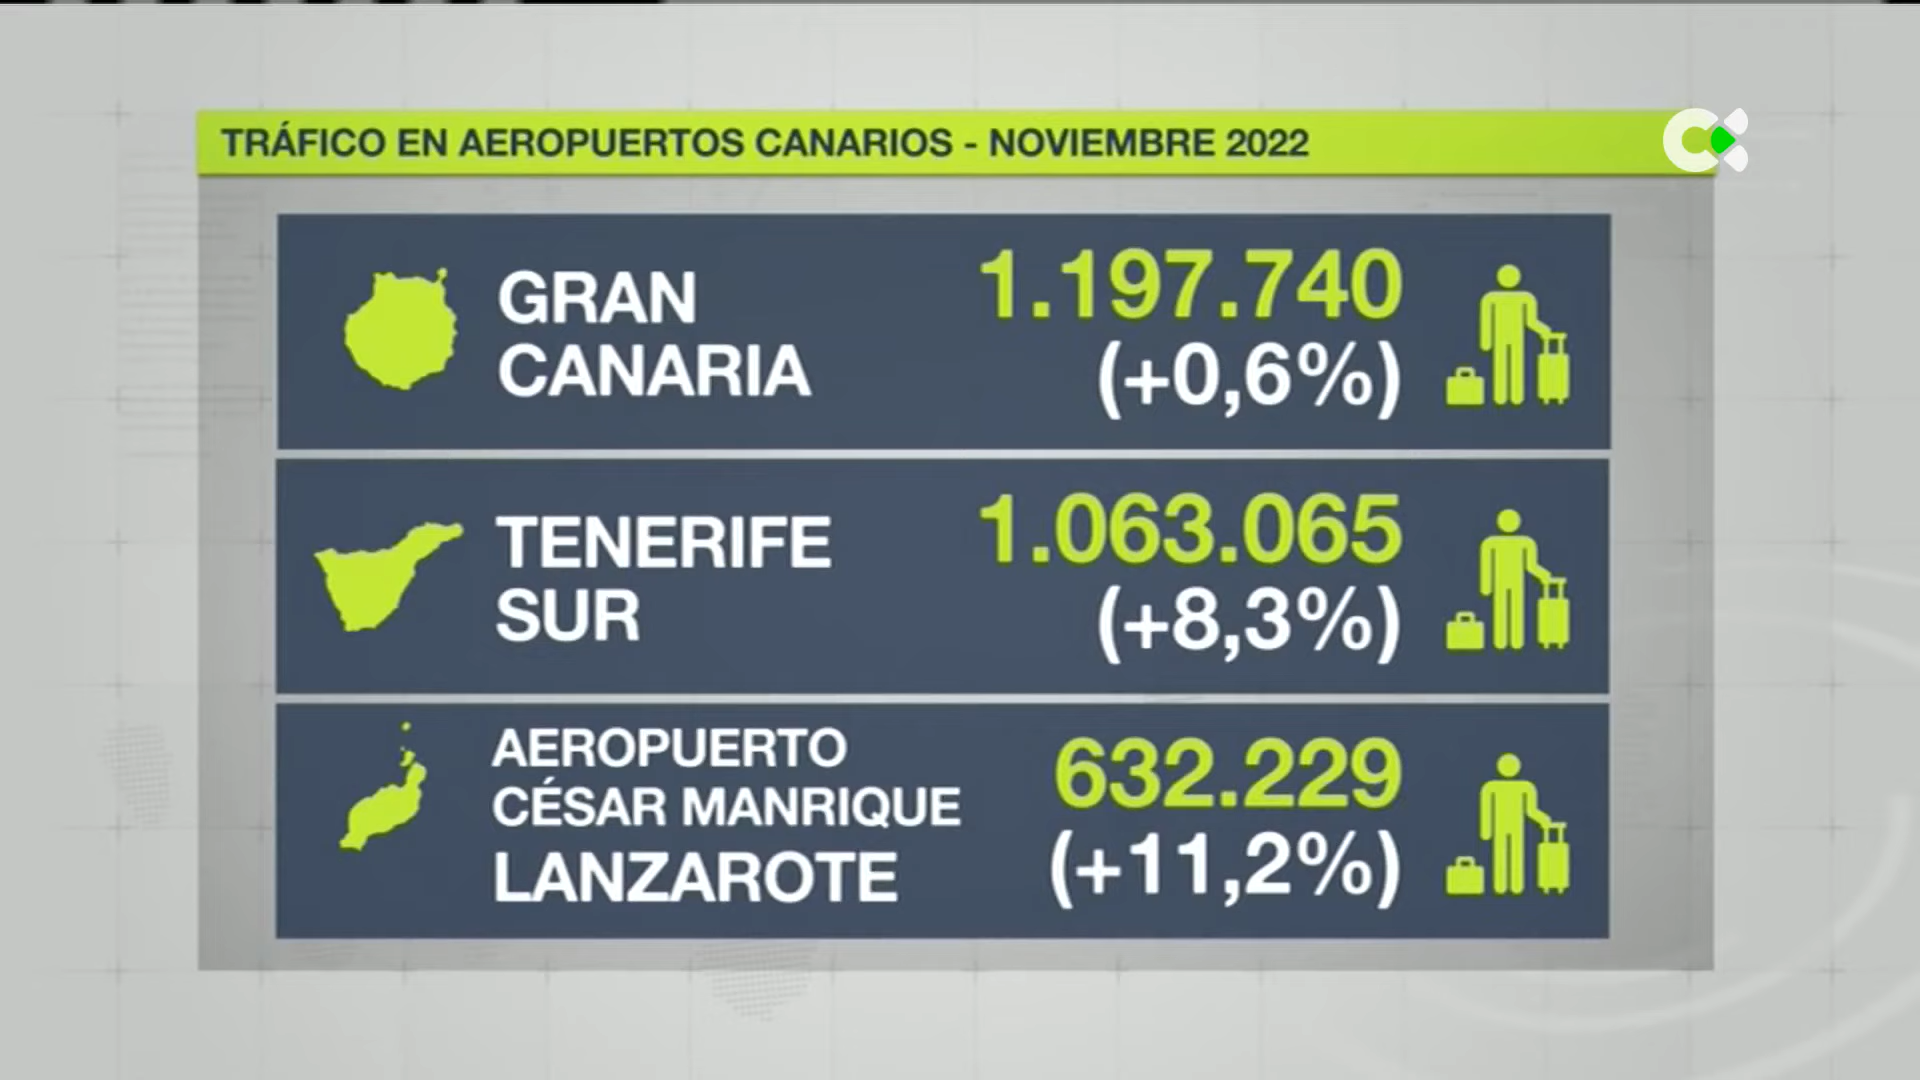 TRÁFICO EN AEROPUERTOS CANARIOS - NOVIEMBRE 2022
GRAN
CANARIA
1.197.740
(+0,6%)
TENERIFE
SUR
1.063.065
(+8,3%)
AEROPUERTO
CÉSAR MANRIQUE
LANZAROTE
632.229
(+11,2%)